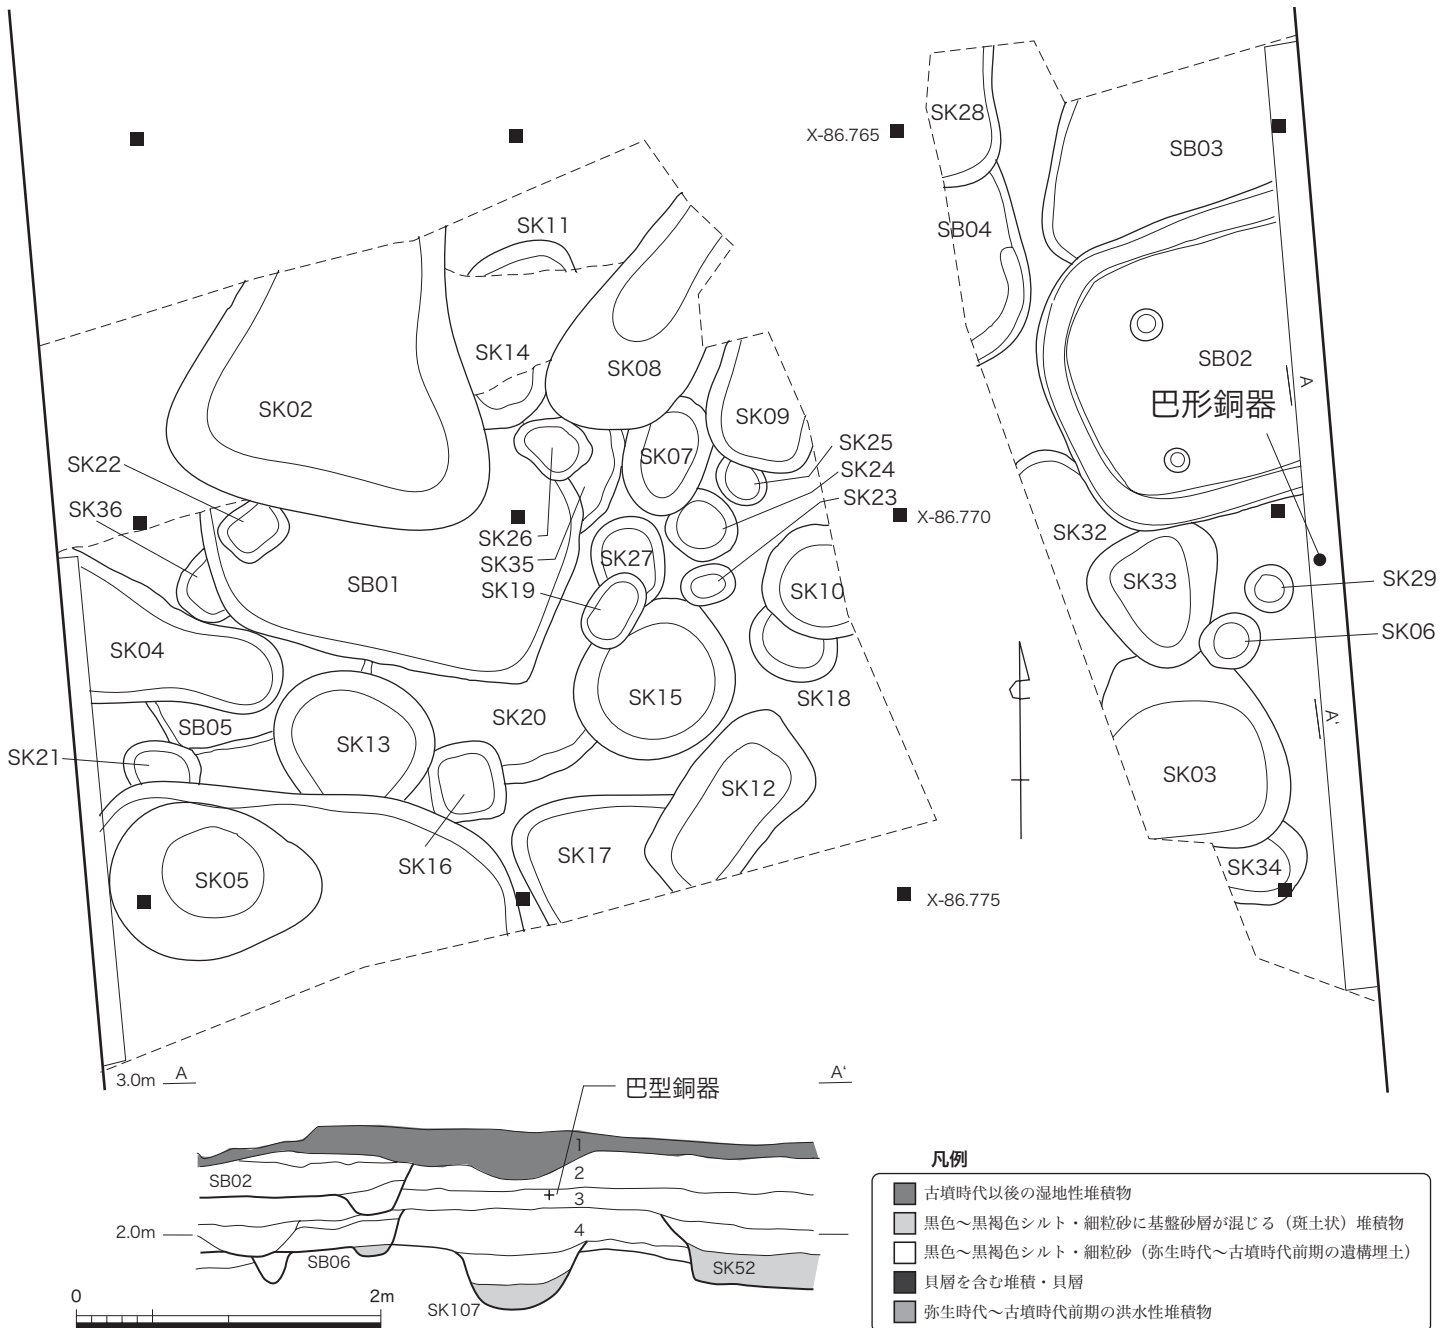 X-86.765
SK28
SB03
SK11
SB04
SK14
SK08
SB02
A
SK02
SK09
巴形銅器
SK25
SK22
SK07
SK24
SK23
SK36
X-86.770
SK26
SK32
SK35
SK27
SB01
SK19
SK10
SK33
SK29
SK06
SK04
SK15
SK18
SK20
A'
SB05
SK13
SK21
SK03
SK12
SK16
SK17
SK34
SK05
X-86.775
3.0m A
A'
巴型銅器
1
2
SB02
3
2.0m
4
SB06
SK52
SK107
0 2m
凡例
古墳時代以後の湿地性堆積物
黒色～黒褐色シルト・細粒砂に基盤砂層が混じる（斑土状）堆積物
黒色～黒褐色シルト・細粒砂（弥生時代～古墳時代前期の遺構埋土）
貝層を含む堆積・貝層
弥生時代～古墳時代前期の洪水性堆積物